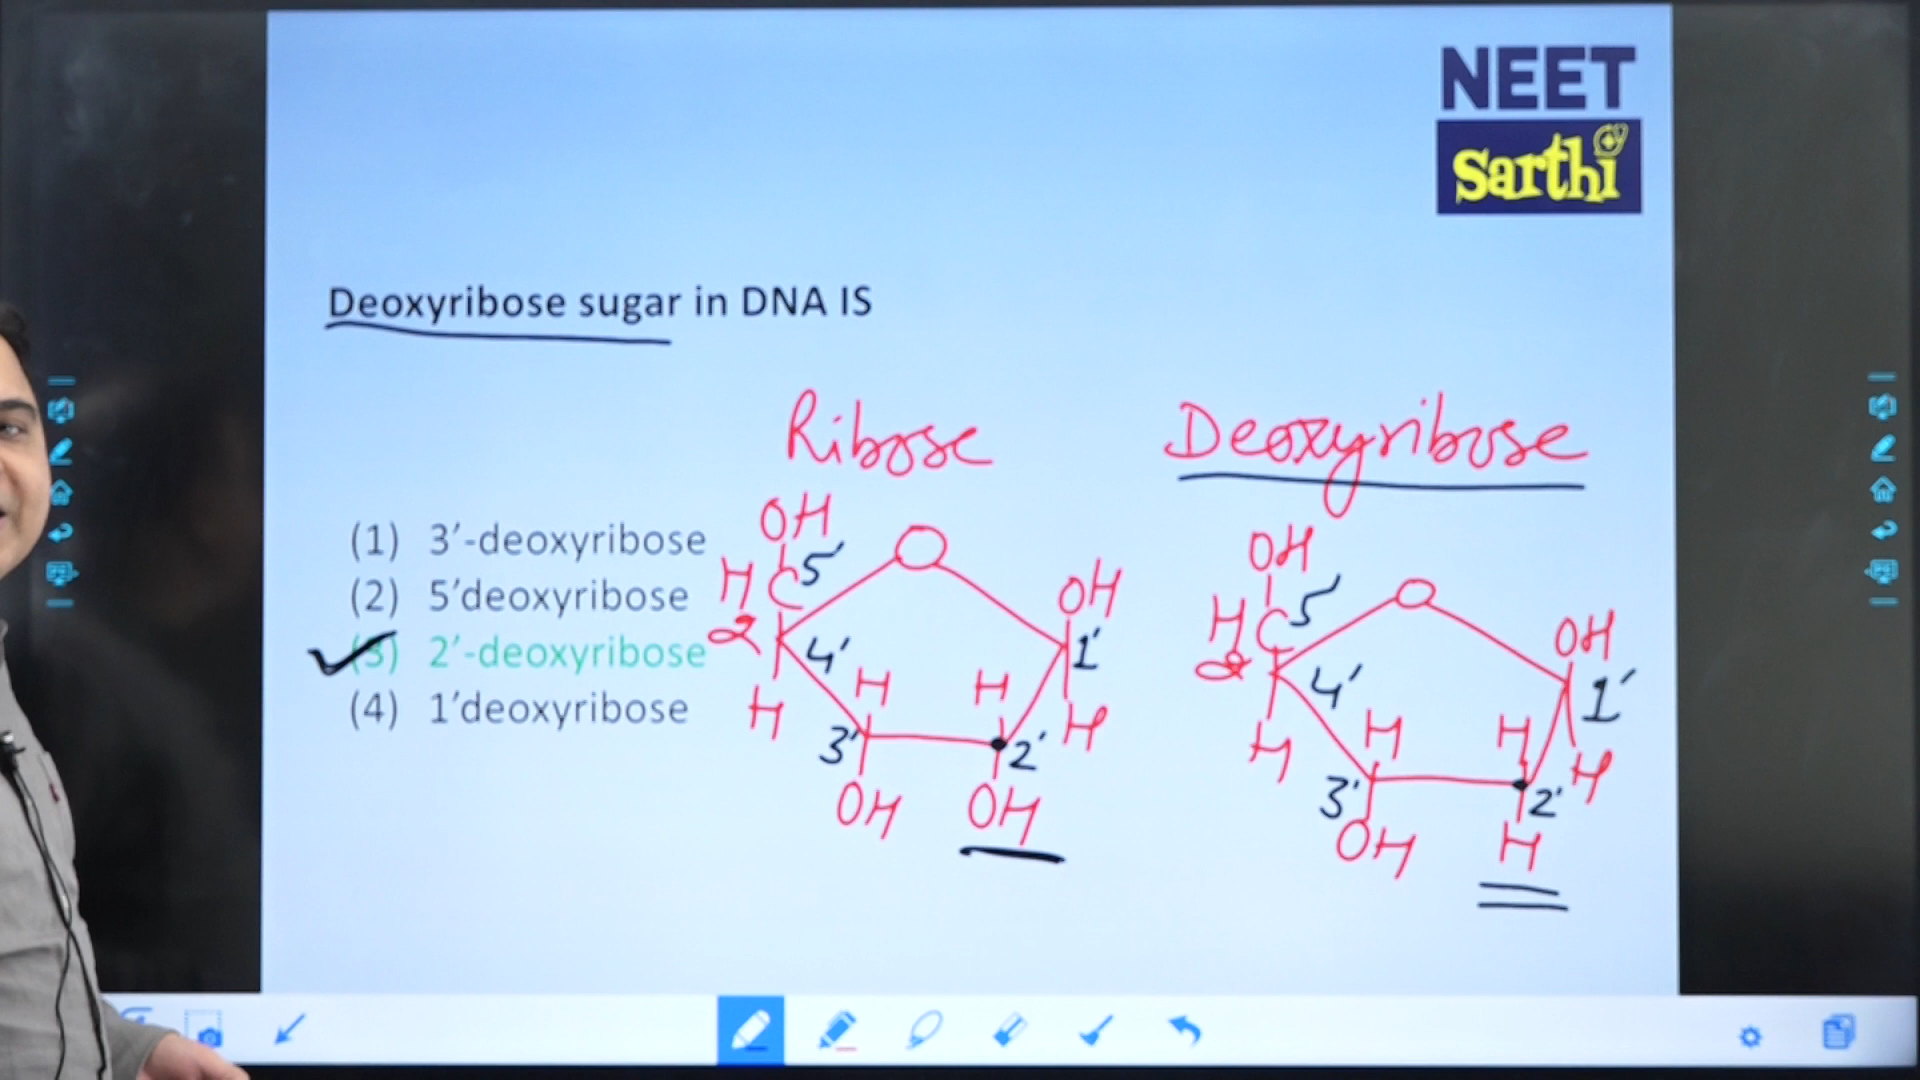 NEET
Sarthi
Deoxyribose sugar in DNA IS
Ribose
Deoxyribose
(1) 3′-deoxyribose
(2) 5′deoxyribose
(3) 2′-deoxyribose
(4) 1′deoxyribose
OH
H C 5′
2
O
OH
4′
1′
H
H
H
H
3′
2′
OH
OH
OH
H C 5′
2
O
OH
4′
1′
H
H
H
H
3′
2′
OH
H